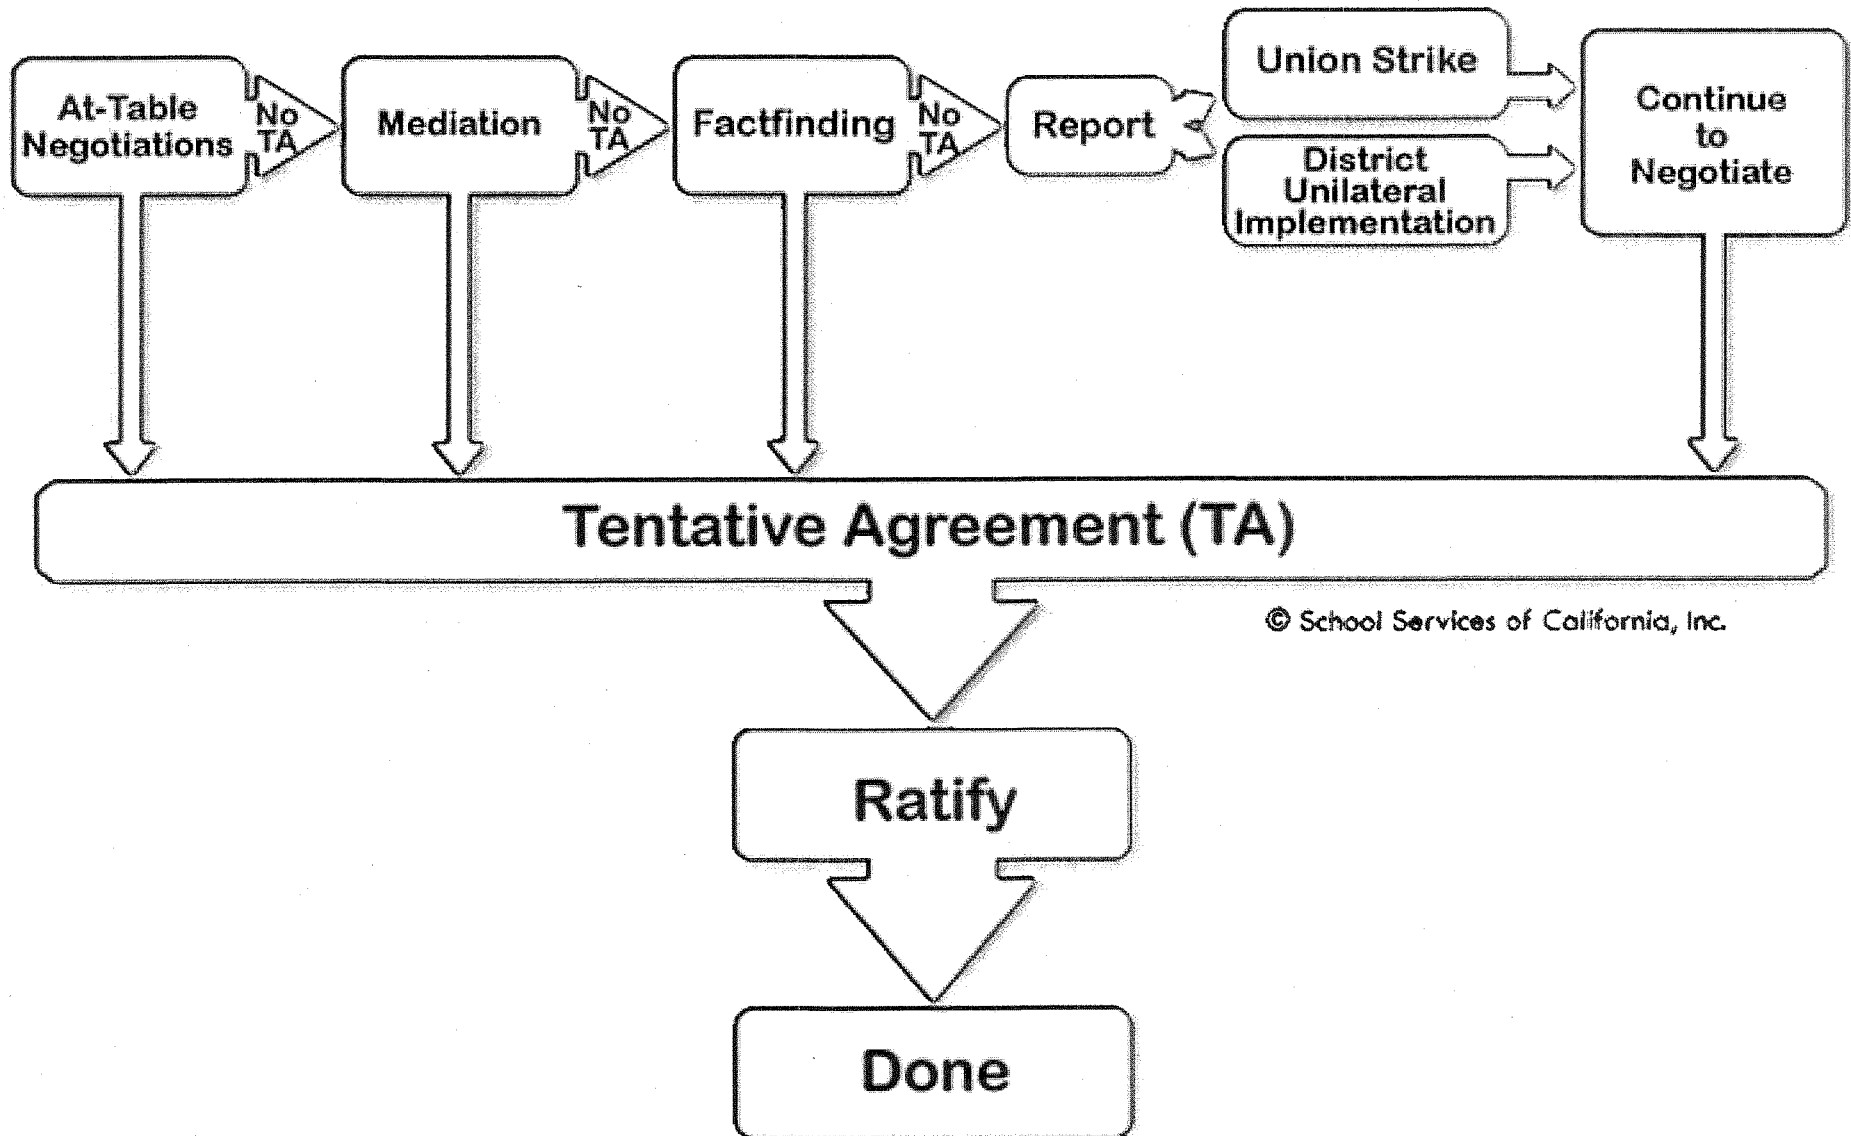 At-Table
Negotiations
No
TA
Mediation
No
TA
Factfinding
No
TA
Report
Union Strike
District
Unilateral
Implementation
Continue
to
Negotiate
Tentative Agreement (TA)
© School Services of California, Inc.
Ratify
Done